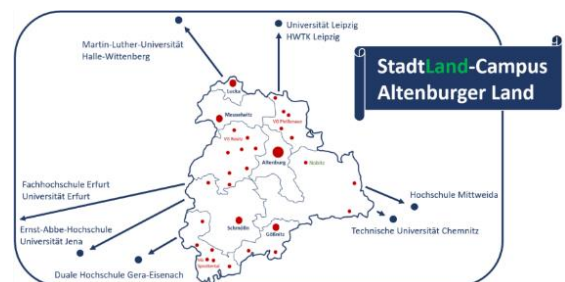 Martin-Luther-Universität
Halle-Wittenberg
Universität Leipzig
HWTK Leipzig
StadtLand-Campus
Altenburger Land
Lucka
Meuselwitz
VG Pleißenaue
VG Rositz
Altenburg
Nobitz
Fachhochschule Erfurt
Universität Erfurt
Hochschule Mittweida
Ernst-Abbe-Hochschule
Universität Jena
Schmölln
Gößnitz
Technische Universität Chemnitz
Duale Hochschule Gera-Eisenach